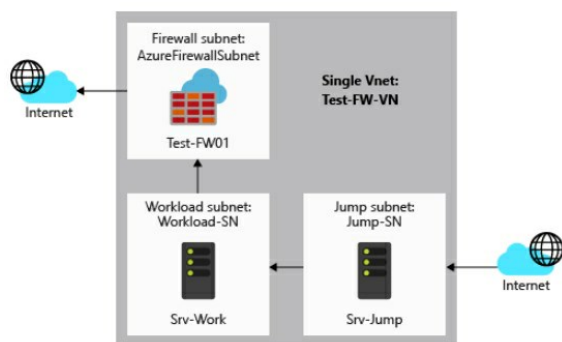 Firewall subnet:
AzureFirewallSubnet
Test-FW01
Internet
Single Vnet:
Test-FW-VN
Workload subnet:
Workload-SN
Srv-Work
Jump subnet:
Jump-SN
Srv-Jump
Internet